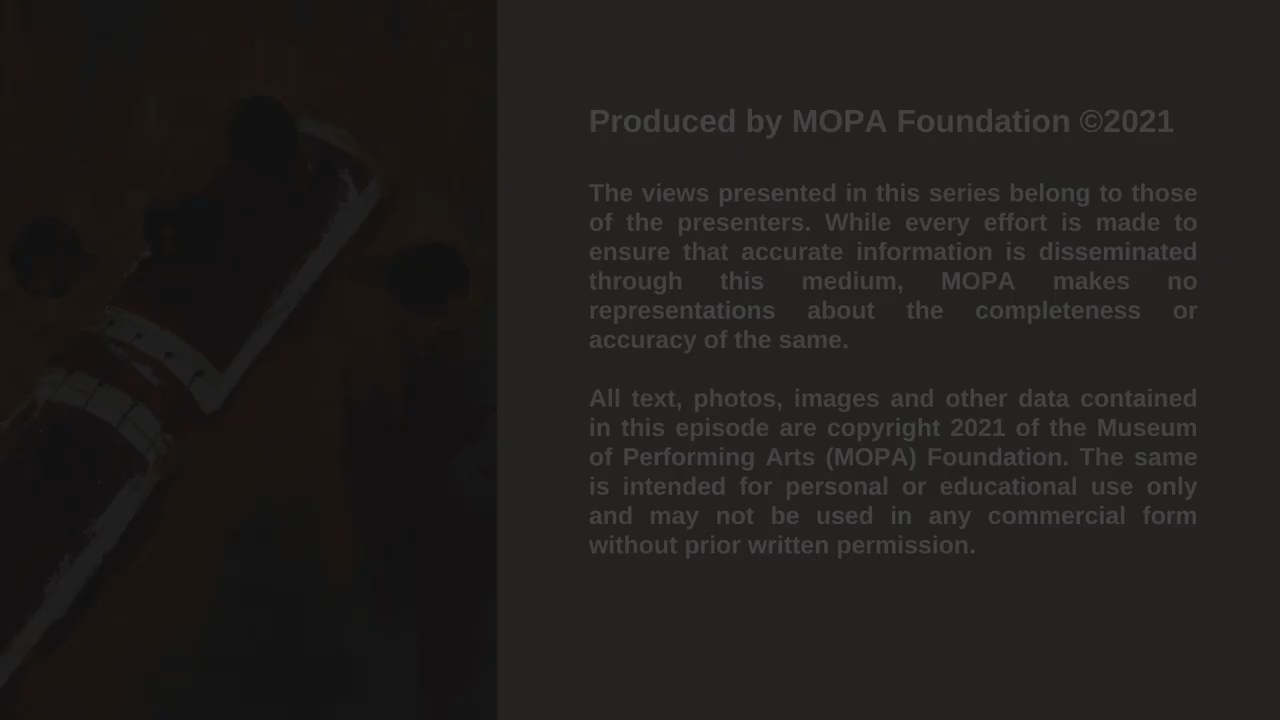 Produced by MOPA Foundation ©2021
The views presented in this series belong to those
of the presenters. While every effort is made to
ensure that accurate information is disseminated
through this medium, MOPA makes no
representations about the completeness or
accuracy of the same.
All text, photos, images and other data contained
in this episode are copyright 2021 of the Museum
of Performing Arts (MOPA) Foundation. The same
is intended for personal or educational use only
and may not be used in any commercial form
without prior written permission.